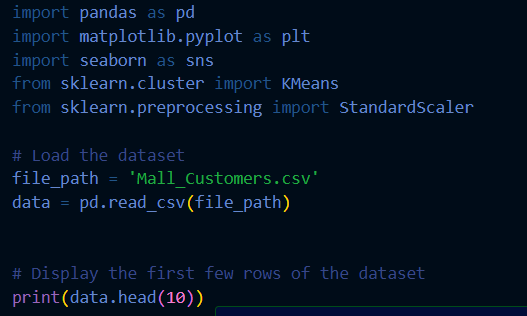 import pandas as pd
import matplotlib.pyplot as plt
import seaborn as sns
from sklearn.cluster import KMeans
from sklearn.preprocessing import StandardScaler
# Load the dataset
file_path = 'Mall_Customers.csv'
data = pd.read_csv(file_path)
# Display the first few rows of the dataset
print(data.head(10))